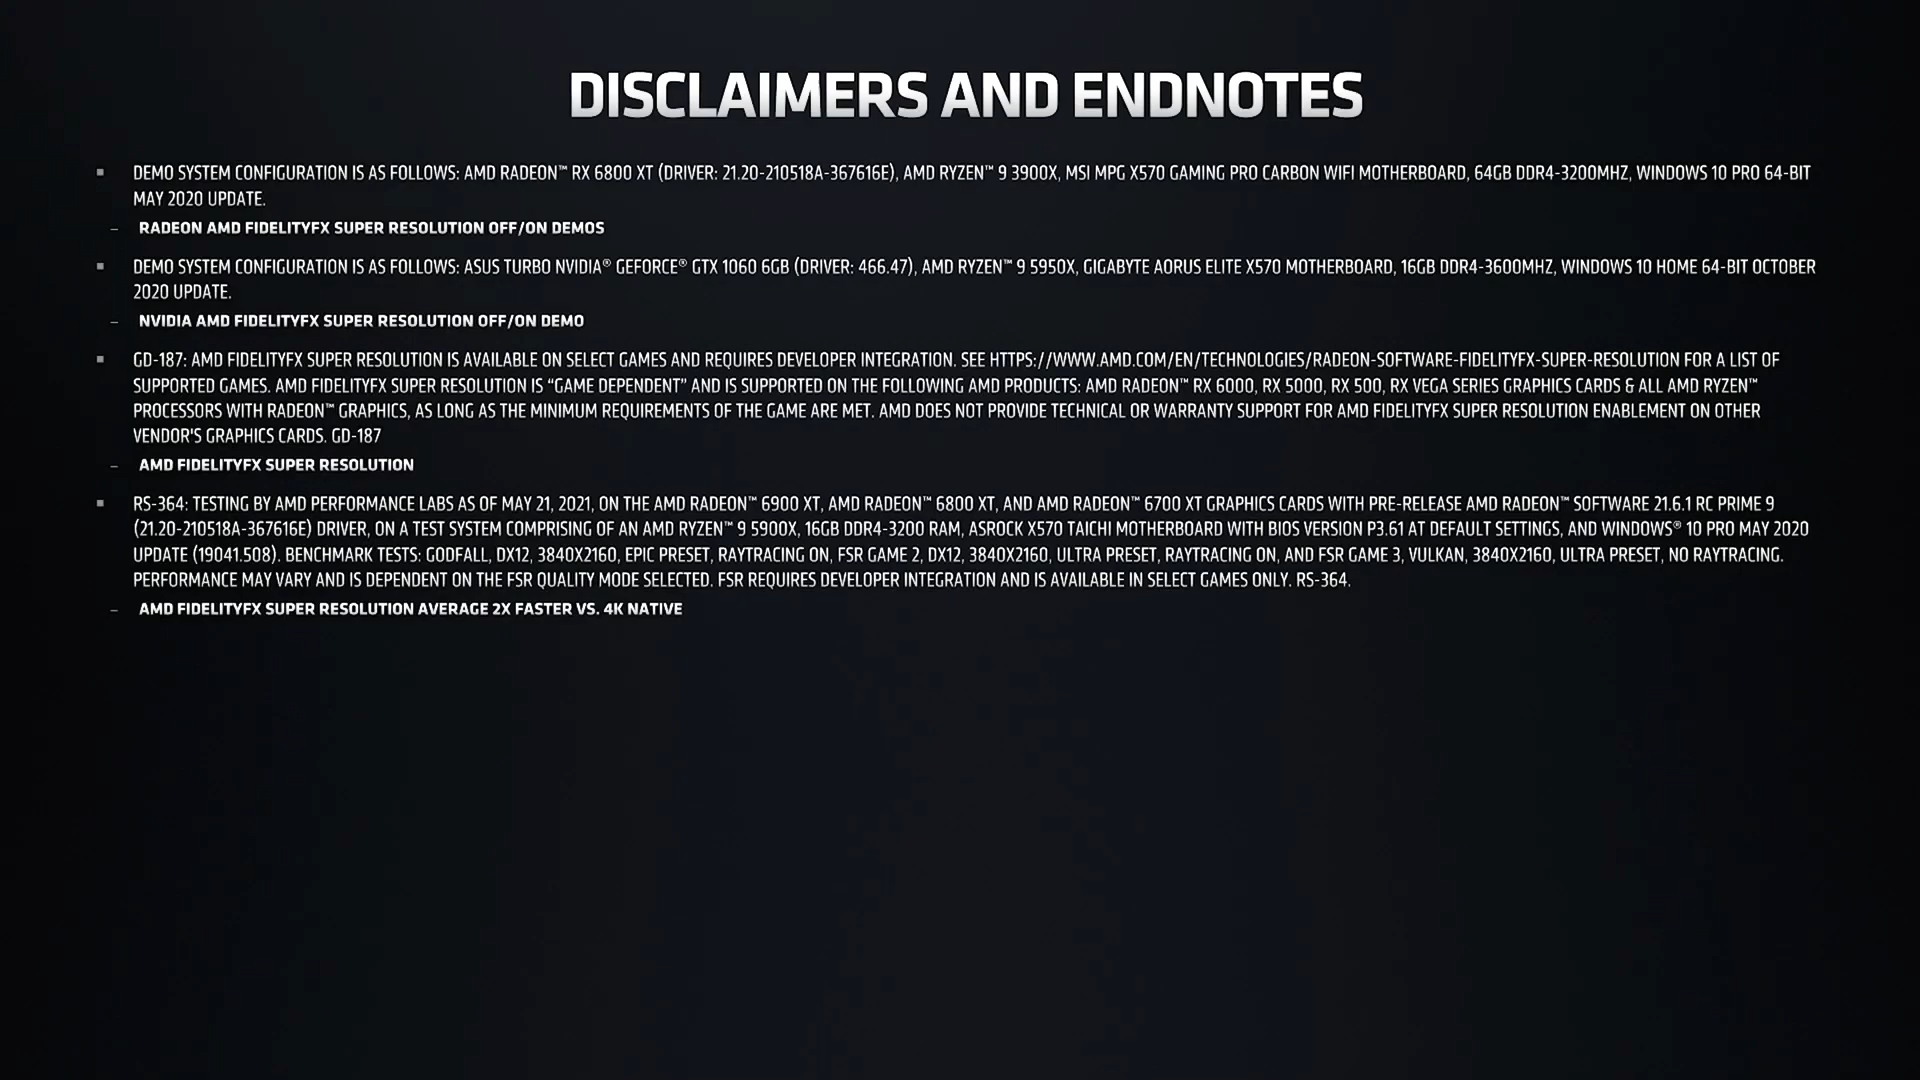 DISCLAIMERS AND ENDNOTES
▪ DEMO SYSTEM CONFIGURATION IS AS FOLLOWS: AMD RADEON™ RX 6800 XT (DRIVER: 21.20-210518A-367616E), AMD RYZEN™ 9 3900X, MSI MPG X570 GAMING PRO CARBON WIFI MOTHERBOARD, 64GB DDR4-3200MHZ, WINDOWS 10 PRO 64-BIT
MAY 2020 UPDATE.
– RADEON AMD FIDELITYFX SUPER RESOLUTION OFF/ON DEMOS
▪ DEMO SYSTEM CONFIGURATION IS AS FOLLOWS: ASUS TURBO NVIDIA® GEFORCE® GTX 1060 6GB (DRIVER: 466.47), AMD RYZEN™ 9 5950X, GIGABYTE AORUS ELITE X570 MOTHERBOARD, 16GB DDR4-3600MHZ, WINDOWS 10 HOME 64-BIT OCTOBER
2020 UPDATE.
– NVIDIA AMD FIDELITYFX SUPER RESOLUTION OFF/ON DEMO
▪ GD-187: AMD FIDELITYFX SUPER RESOLUTION IS AVAILABLE ON SELECT GAMES AND REQUIRES DEVELOPER INTEGRATION. SEE HTTPS://WWW.AMD.COM/EN/TECHNOLOGIES/RADEON-SOFTWARE-FIDELITYFX-SUPER-RESOLUTION FOR A LIST OF
SUPPORTED GAMES. AMD FIDELITYFX SUPER RESOLUTION IS “GAME DEPENDENT” AND IS SUPPORTED ON THE FOLLOWING AMD PRODUCTS: AMD RADEON™ RX 6000, RX 5000, RX 500, RX VEGA SERIES GRAPHICS CARDS & ALL AMD RYZEN™
PROCESSORS WITH RADEON™ GRAPHICS, AS LONG AS THE MINIMUM REQUIREMENTS OF THE GAME ARE MET. AMD DOES NOT PROVIDE TECHNICAL OR WARRANTY SUPPORT FOR AMD FIDELITYFX SUPER RESOLUTION ENABLEMENT ON OTHER
VENDOR'S GRAPHICS CARDS. GD-187
– AMD FIDELITYFX SUPER RESOLUTION
▪ RS-364: TESTING BY AMD PERFORMANCE LABS AS OF MAY 21, 2021, ON THE AMD RADEON™ 6900 XT, AMD RADEON™ 6800 XT, AND AMD RADEON™ 6700 XT GRAPHICS CARDS WITH PRE-RELEASE AMD RADEON™ SOFTWARE 21.6.1 RC PRIME 9
(21.20-210518A-367616E) DRIVER, ON A TEST SYSTEM COMPRISING OF AN AMD RYZEN™ 9 5900X, 16GB DDR4-3200 RAM, ASROCK X570 TAICHI MOTHERBOARD WITH BIOS VERSION P3.61 AT DEFAULT SETTINGS, AND WINDOWS® 10 PRO MAY 2020
UPDATE (19041.508). BENCHMARK TESTS: GODFALL, DX12, 3840X2160, EPIC PRESET, RAYTRACING ON, FSR GAME 2, DX12, 3840X2160, ULTRA PRESET, RAYTRACING ON, AND FSR GAME 3, VULKAN, 3840X2160, ULTRA PRESET, NO RAYTRACING.
PERFORMANCE MAY VARY AND IS DEPENDENT ON THE FSR QUALITY MODE SELECTED. FSR REQUIRES DEVELOPER INTEGRATION AND IS AVAILABLE IN SELECT GAMES ONLY. RS-364.
– AMD FIDELITYFX SUPER RESOLUTION AVERAGE 2X FASTER VS. 4K NATIVE